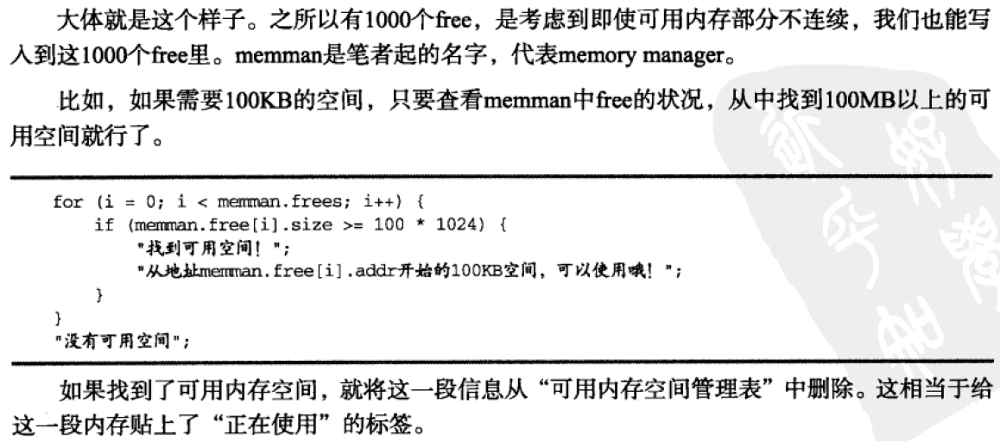 大体就是这个样子。之所以有1000个free，是考虑到即使可用内存部分不连续，我们也能写
入到这1000个free里。memman是笔者起的名字，代表memory manager。
比如，如果需要100KB的空间，只要查看memman中free的状况，从中找到100MB以上的可
用空间就行了。
for (i = 0; i < memman.frees; i++) {
    if (memman.free[i].size >= 100 * 1024) {
        "找到可用空间！";
        "从地址memman.free[i].addr开始的100KB空间，可以使用哦！";
    }
}
"没有可用空间";
如果找到了可用内存空间，就将这一段信息从“可用内存空间管理表”中删除。这相当于给
这一段内存贴上了“正在使用”的标签。